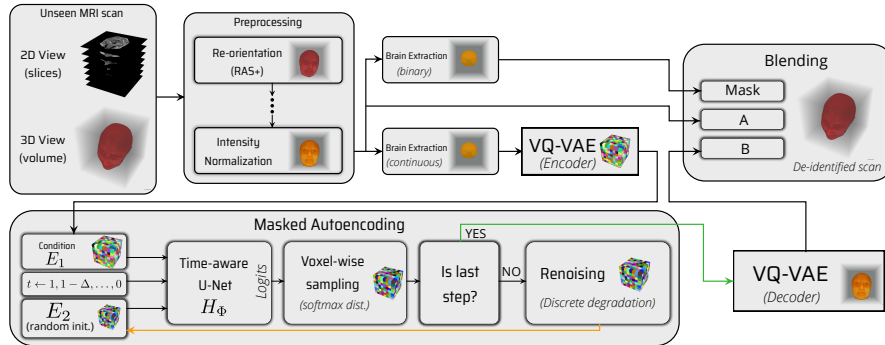 Unseen MRI scan
2D View
(slices)
3D View
(volume)
Preprocessing
Re-orientation
(RAS+)
Intensity
Normalization
Brain Extraction
(binary)
Brain Extraction
(continuous)
VQ-VAE
(Encoder)
Blending
Mask
A
B
De-identified scan
Masked Autoencoding
Condition
E₁
t ← 1, 1 − Δ, . . . , 0
E₂
(random init.)
Time-aware
U-Net
H_Φ
Logits
Voxel-wise
sampling
(softmax dist.)
Is last
step?
YES
NO
Renoising
(Discrete degradation)
VQ-VAE
(Decoder)